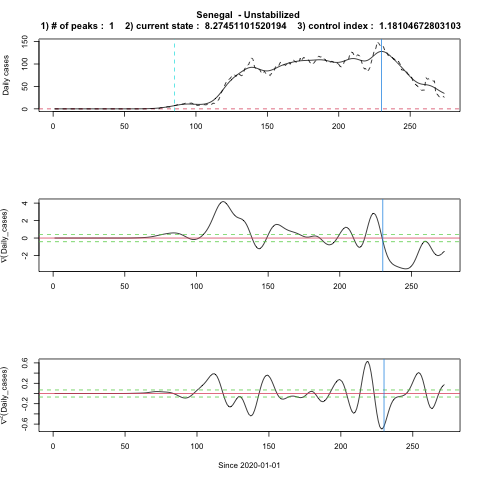 Senegal - Unstabilized
1) # of peaks : 1 2) current state : 8.27451101520194 3) control index : 1.18104672803103
Daily cases
150
100
50
0
0 50 100 150 200 250
∇(Daily_cases)
4
2
0
-2
0 50 100 150 200 250
∇²(Daily_cases)
0.6
0.2
-0.2
-0.6
0 50 100 150 200 250
Since 2020-01-01